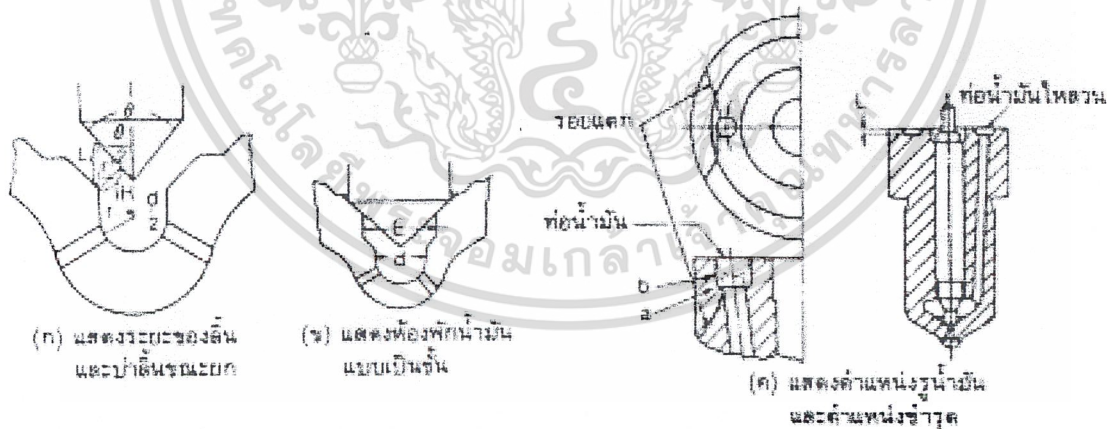 ท่อน้ำมันไหลวน
รอยแตก
θ
θ
L
H
r
d
2
ท่อน้ำมัน
E
d
b
a
(ก) แสดงระยะของลิ้น
และบ่าลิ้นขณะยก
(ข) แสดงห้องพักน้ำมัน
แบบเป็นชั้น
(ค) แสดงตำแหน่งรูน้ำมัน
และตำแหน่งชำรุด